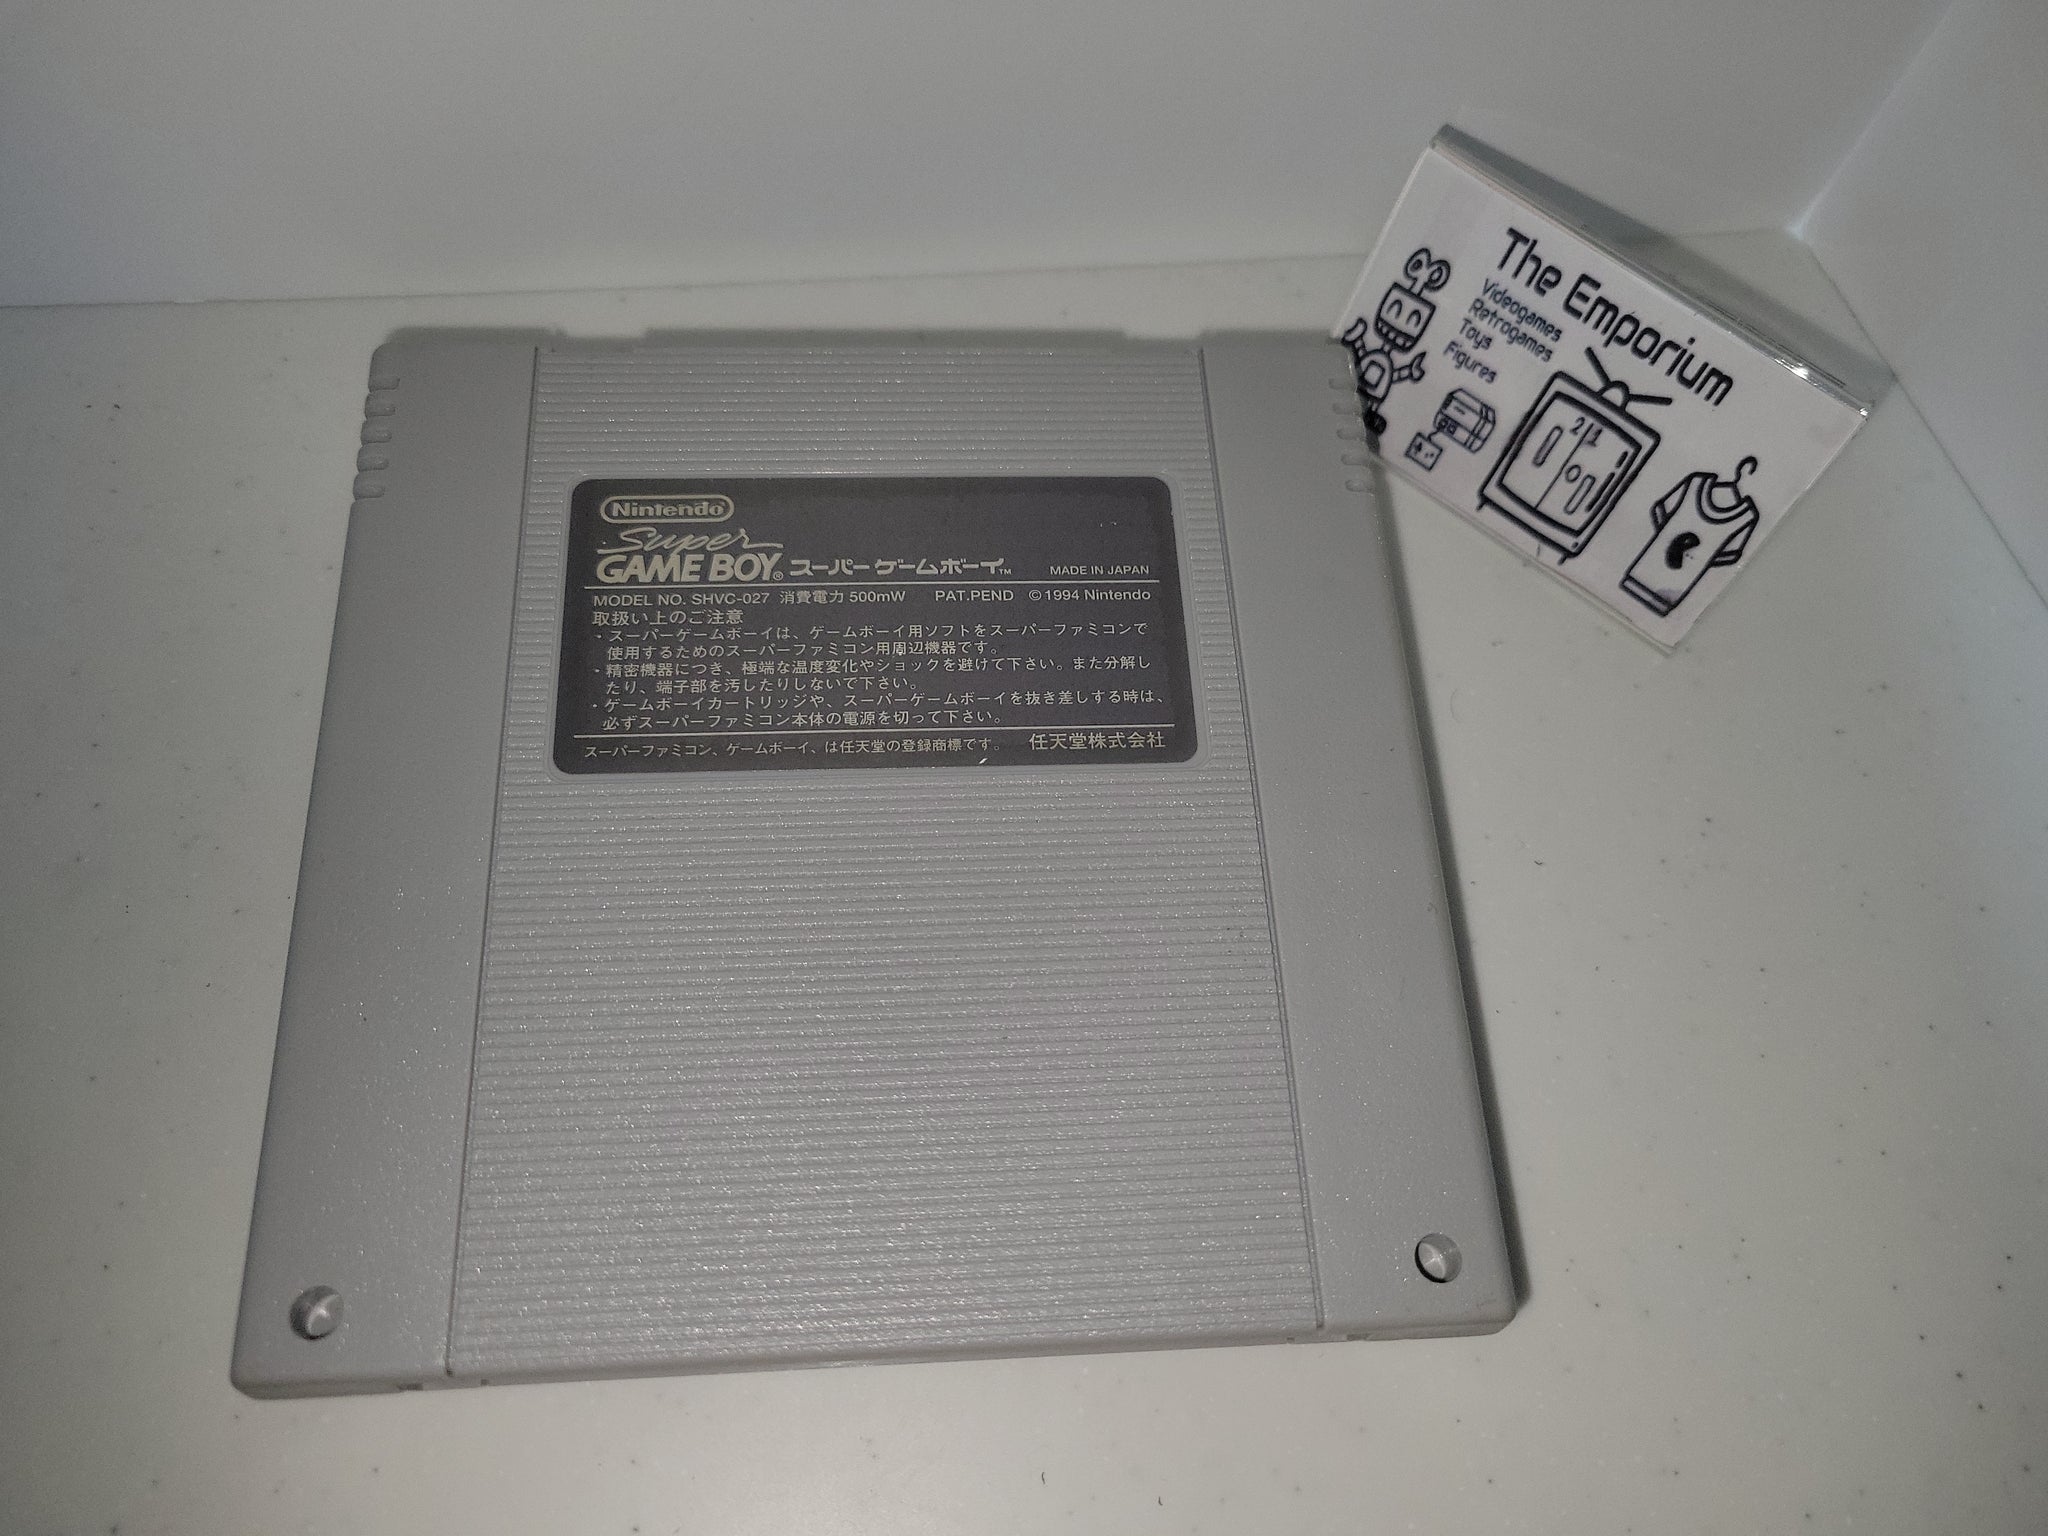 Nintendo
Super
GAME BOY® スーパーゲームボーイ™ MADE IN JAPAN
MODEL NO. SHVC-027 消費電力 500mW PAT.PEND ©1994 Nintendo
取扱い上のご注意
・スーパーゲームボーイは、ゲームボーイ用ソフトをスーパーファミコンで
使用するためのスーパーファミコン用周辺機器です。
・精密機器につき、極端な温度変化やショックを避けて下さい。また分解し
たり、端子部を汚したりしないで下さい。
・ゲームボーイカートリッジや、スーパーゲームボーイを抜き差しする時は、
必ずスーパーファミコン本体の電源を切って下さい。
スーパーファミコン、ゲームボーイ、は任天堂の登録商標です。 任天堂株式会社
The Emporium
Videogames
Retrogames
Toys
Figures
21